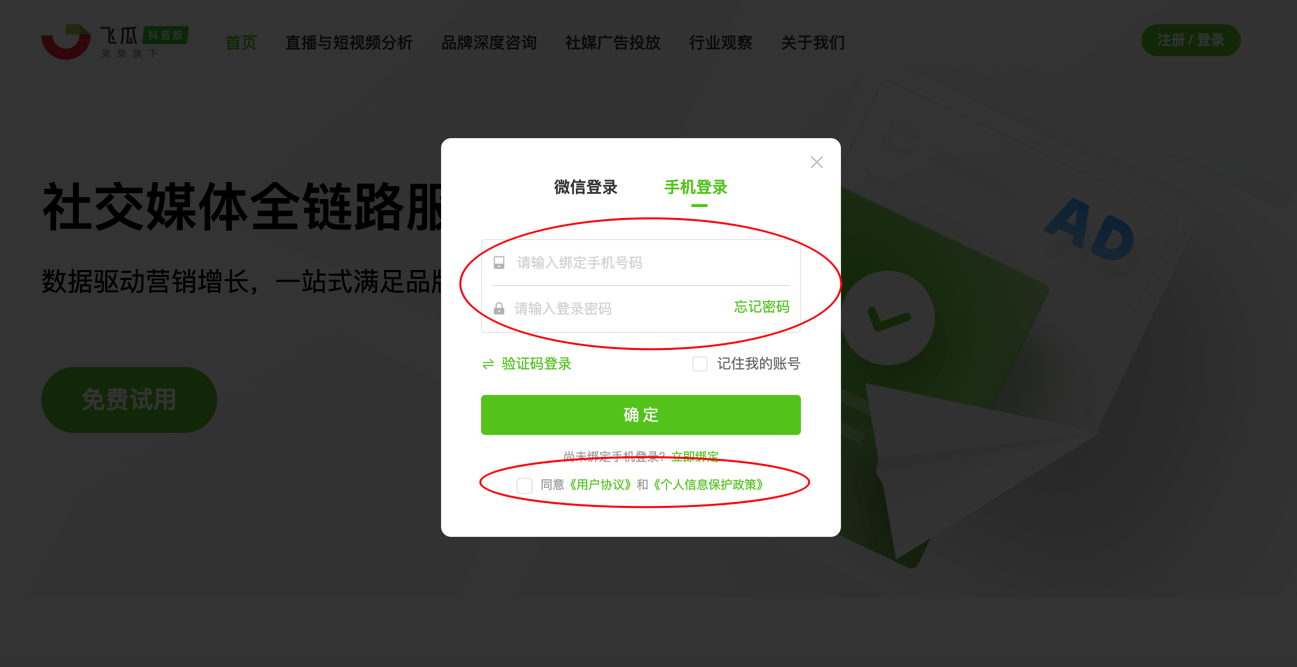 飞瓜 抖音版
果集旗下
首页 直播与短视频分析 品牌深度咨询 社媒广告投放 行业观察 关于我们
注册 / 登录
社交媒体全链路服
数据驱动营销增长，一站式满足品牌
免费试用
AD
微信登录 手机登录
请输入绑定手机号码
请输入登录密码 忘记密码
验证码登录 记住我的账号
确 定
尚未绑定手机登录？立即绑定
同意《用户协议》和《个人信息保护政策》